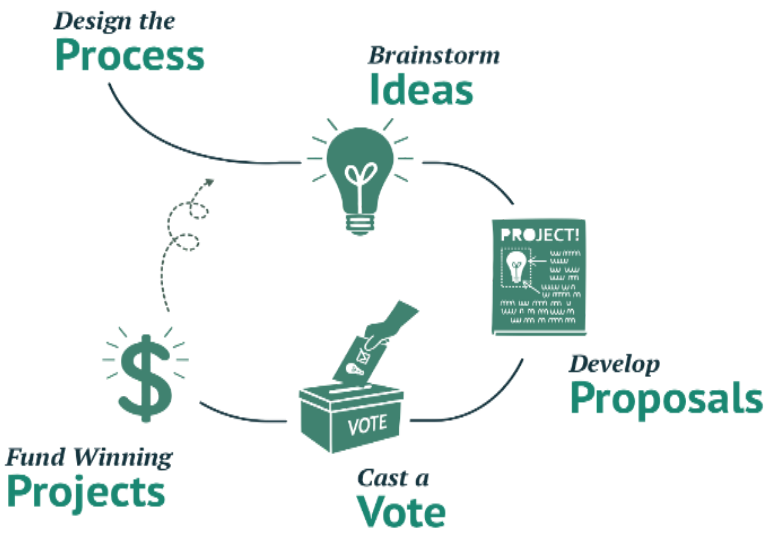 Design the
Process
Brainstorm
Ideas
PROJECT!
Develop
Proposals
VOTE
Cast a
Vote
Fund Winning
Projects